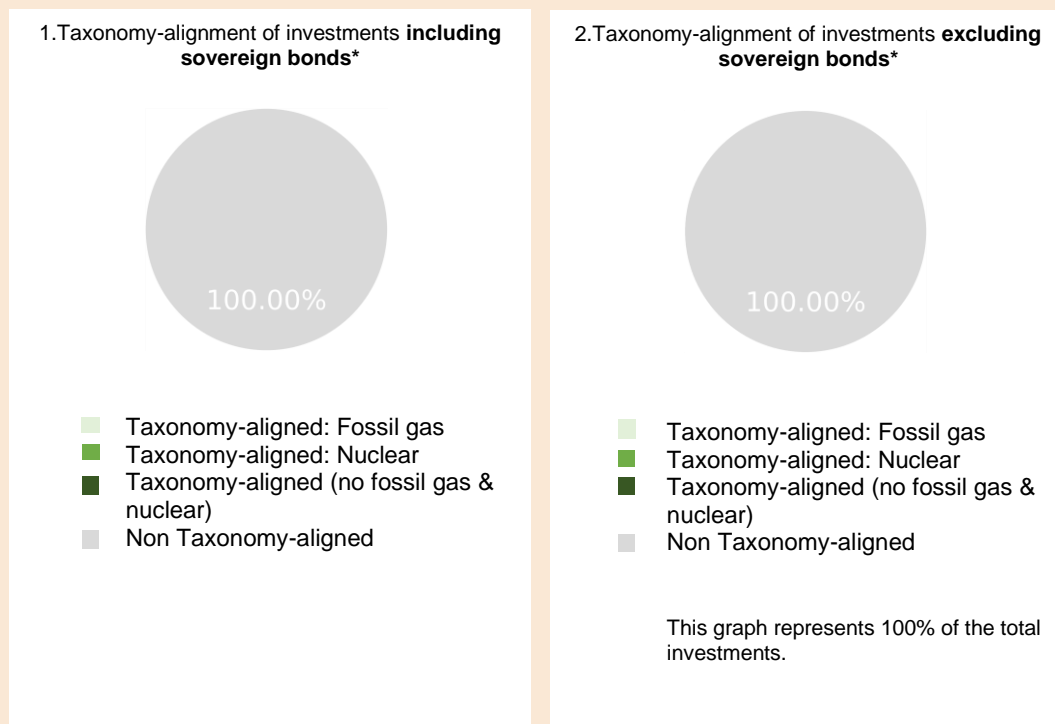 1.Taxonomy-alignment of investments including
sovereign bonds*
100.00%
Taxonomy-aligned: Fossil gas
Taxonomy-aligned: Nuclear
Taxonomy-aligned (no fossil gas &
nuclear)
Non Taxonomy-aligned
2.Taxonomy-alignment of investments excluding
sovereign bonds*
100.00%
Taxonomy-aligned: Fossil gas
Taxonomy-aligned: Nuclear
Taxonomy-aligned (no fossil gas &
nuclear)
Non Taxonomy-aligned
This graph represents 100% of the total
investments.